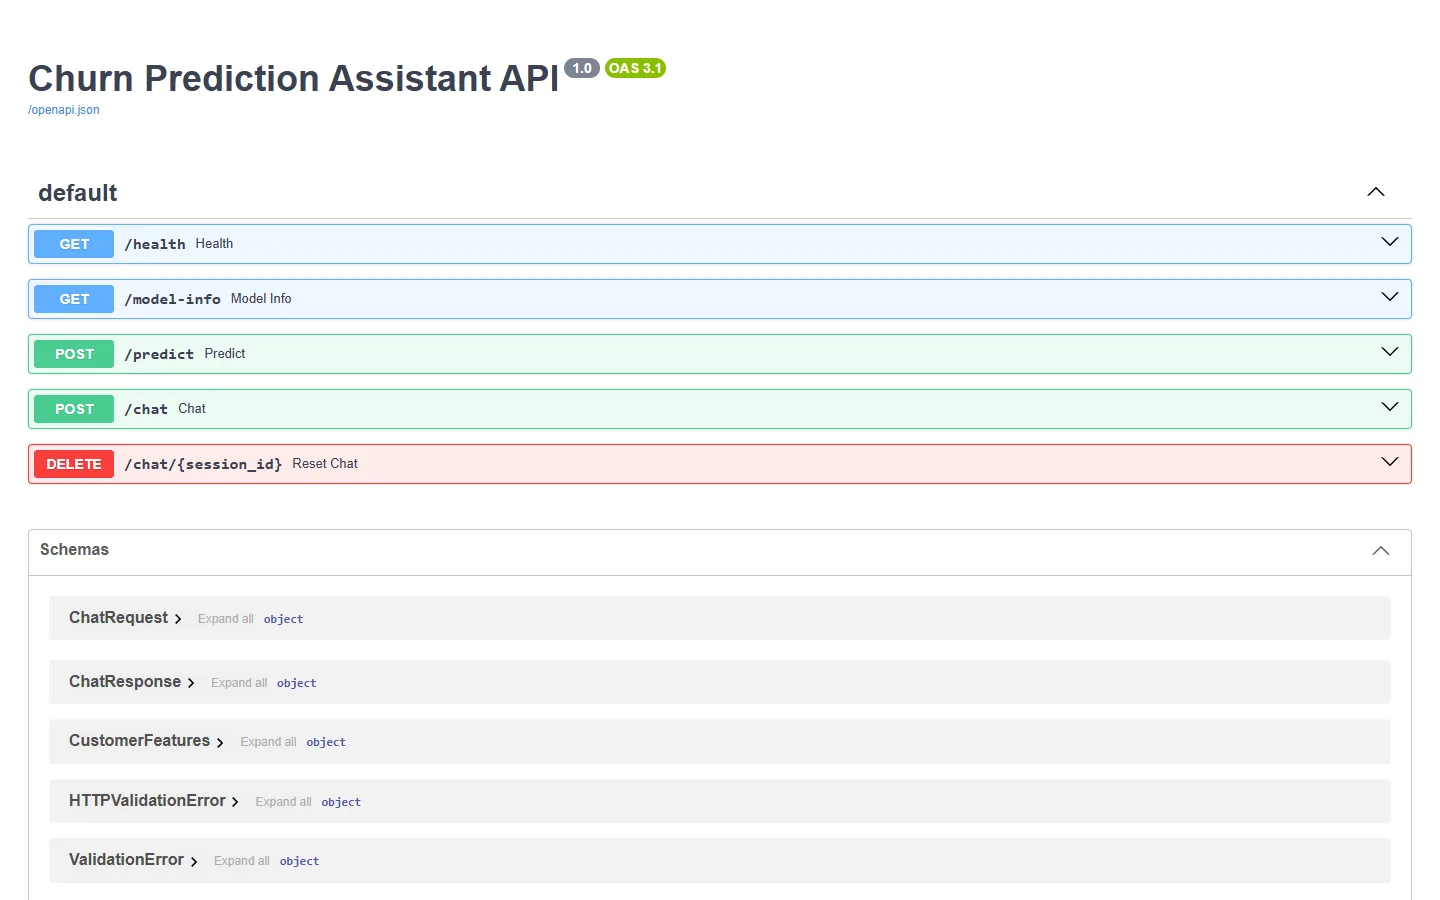 Churn Prediction Assistant API 1.0 OAS 3.1
/openapi.json
default
GET /health Health
GET /model-info Model Info
POST /predict Predict
POST /chat Chat
DELETE /chat/{session_id} Reset Chat
Schemas
ChatRequest Expand all object
ChatResponse Expand all object
CustomerFeatures Expand all object
HTTPValidationError Expand all object
ValidationError Expand all object